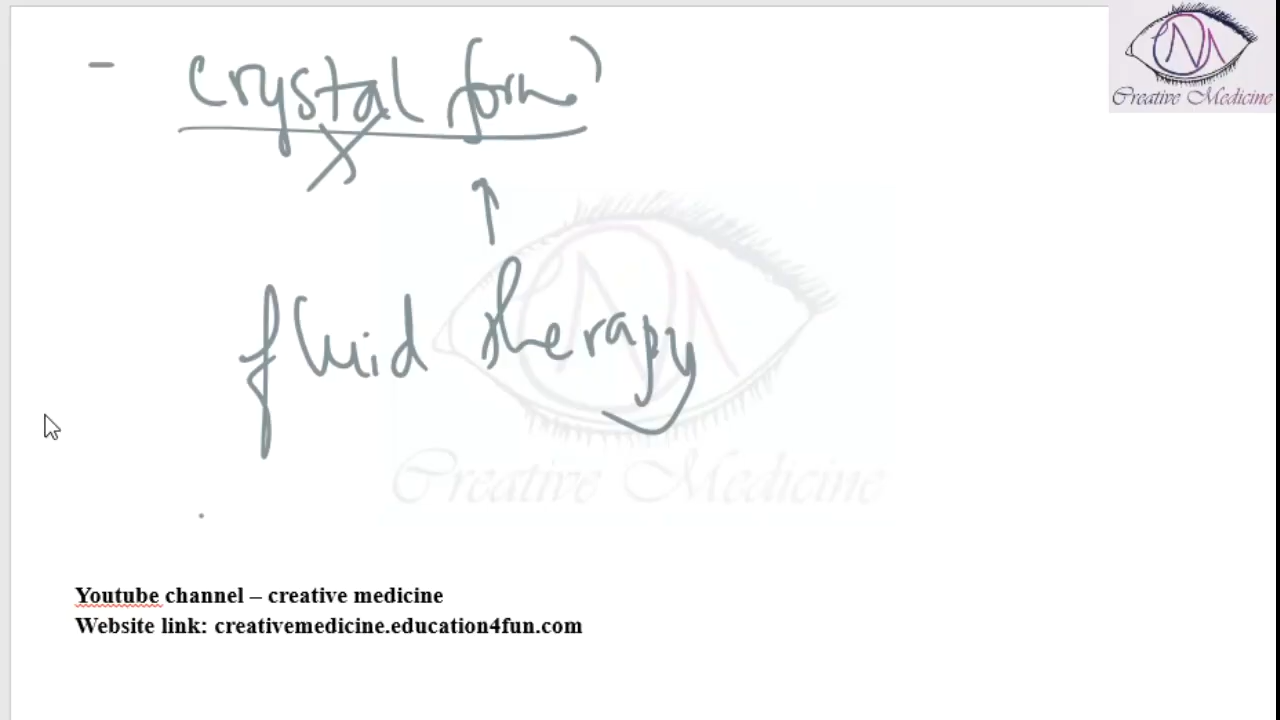 - crystal form)
Creative Medicine
fluid therapy
Creative Medicine
Youtube channel – creative medicine
Website link: creativemedicine.education4fun.com